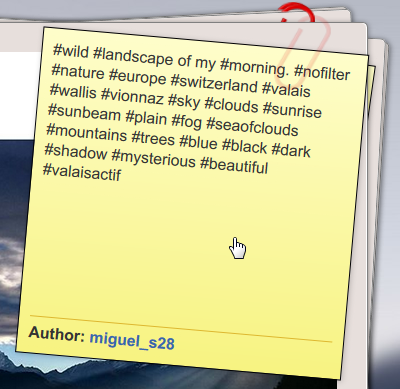 #wild #landscape of my #morning. #nofilter
#nature #europe #switzerland #valais
#wallis #vionnaz #sky #clouds #sunrise
#sunbeam #plain #fog #seaofclouds
#mountains #trees #blue #black #dark
#shadow #mysterious #beautiful
#valaisactif
Author: miguel_s28